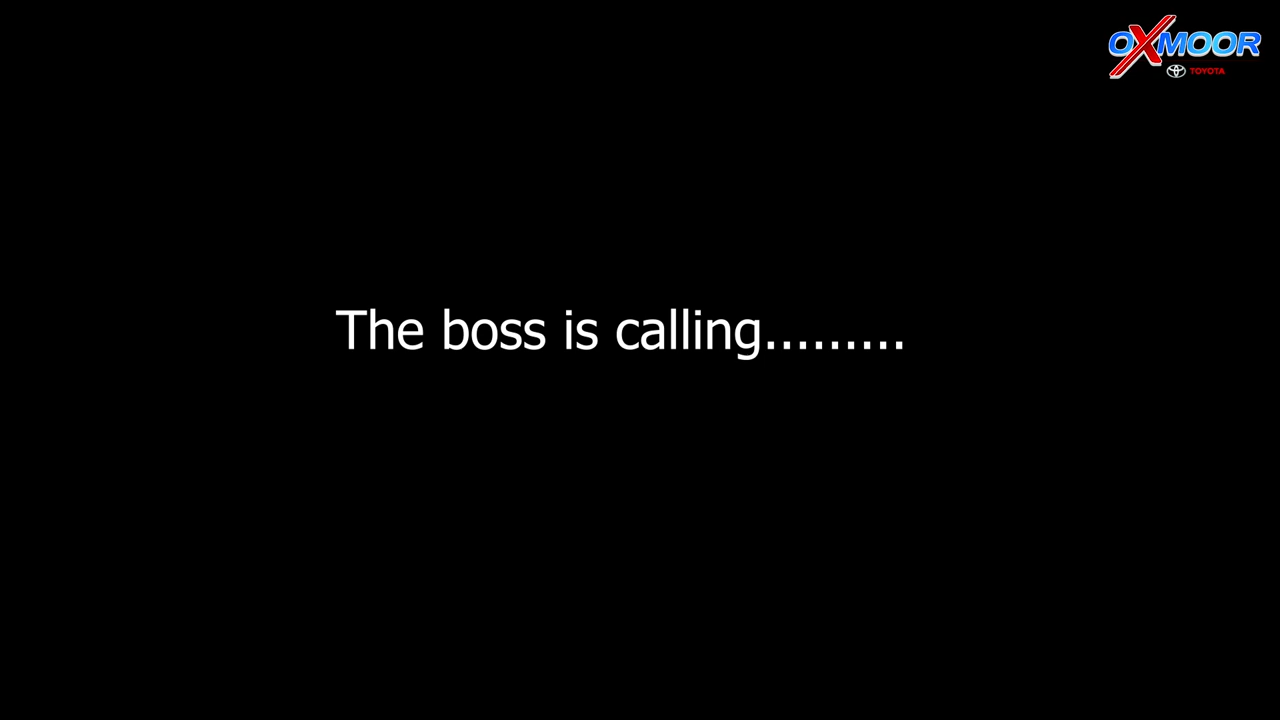 OXMOOR
TOYOTA
The boss is calling.........